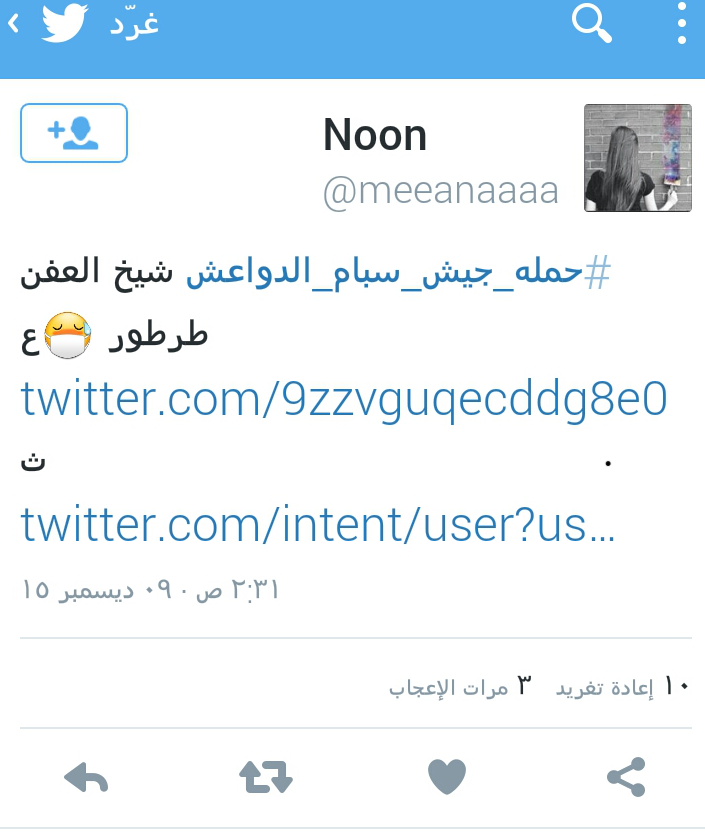 غرّد
Noon
@meeanaaaa
#حمله_جيش_سبام_الدواعش شيخ العفن
طرطور 😷ع
twitter.com/9zzvguqecddg8e0
. ث
twitter.com/intent/user?us...
٢:٣١ ص · ٠٩ ديسمبر ١٥
١٠ إعادة تغريد ٣ مرات الإعجاب